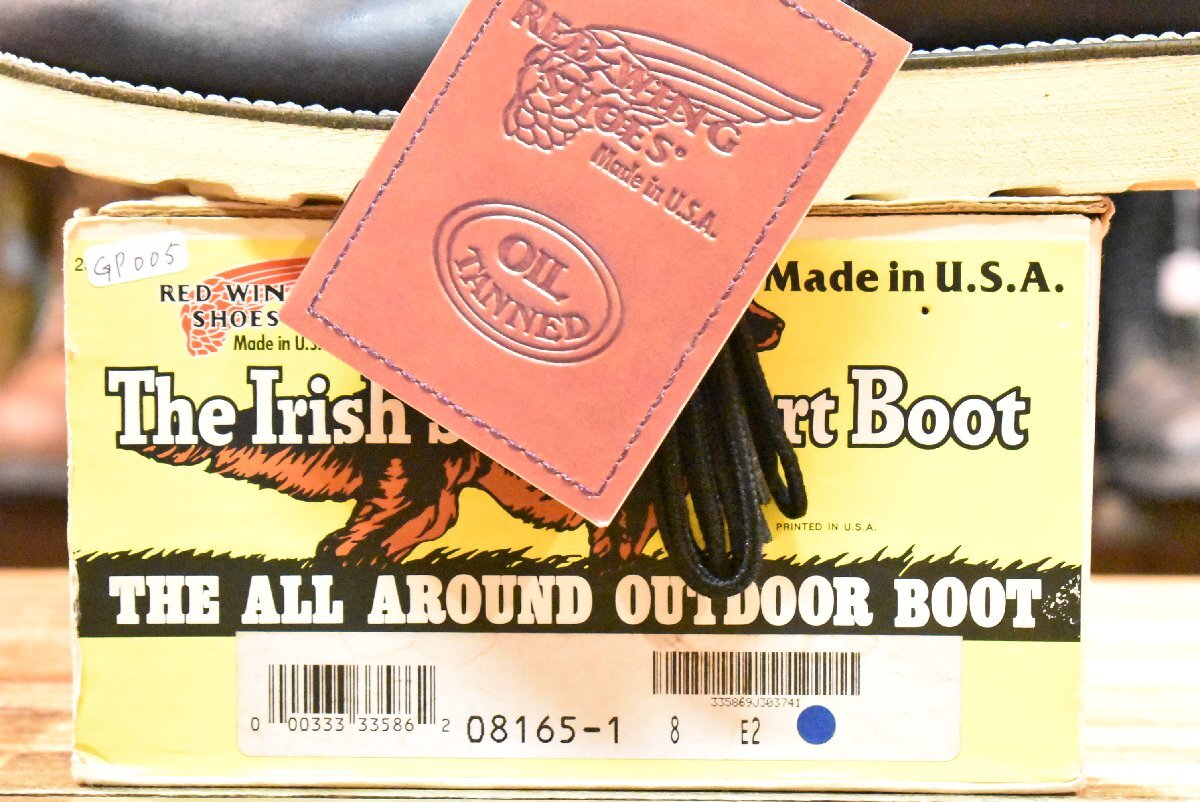 RED WING
SHOES®
Made in U.S.A.
OIL
TANNED
2.
GP005
RED WIN
SHOES
Made in U.S.
Made in U.S.A.
The Irish S rt Boot
PRINTED IN U.S.A.
THE ALL AROUND OUTDOOR BOOT
335869J303741
0 00333 33586 2
08165-1 8 E2